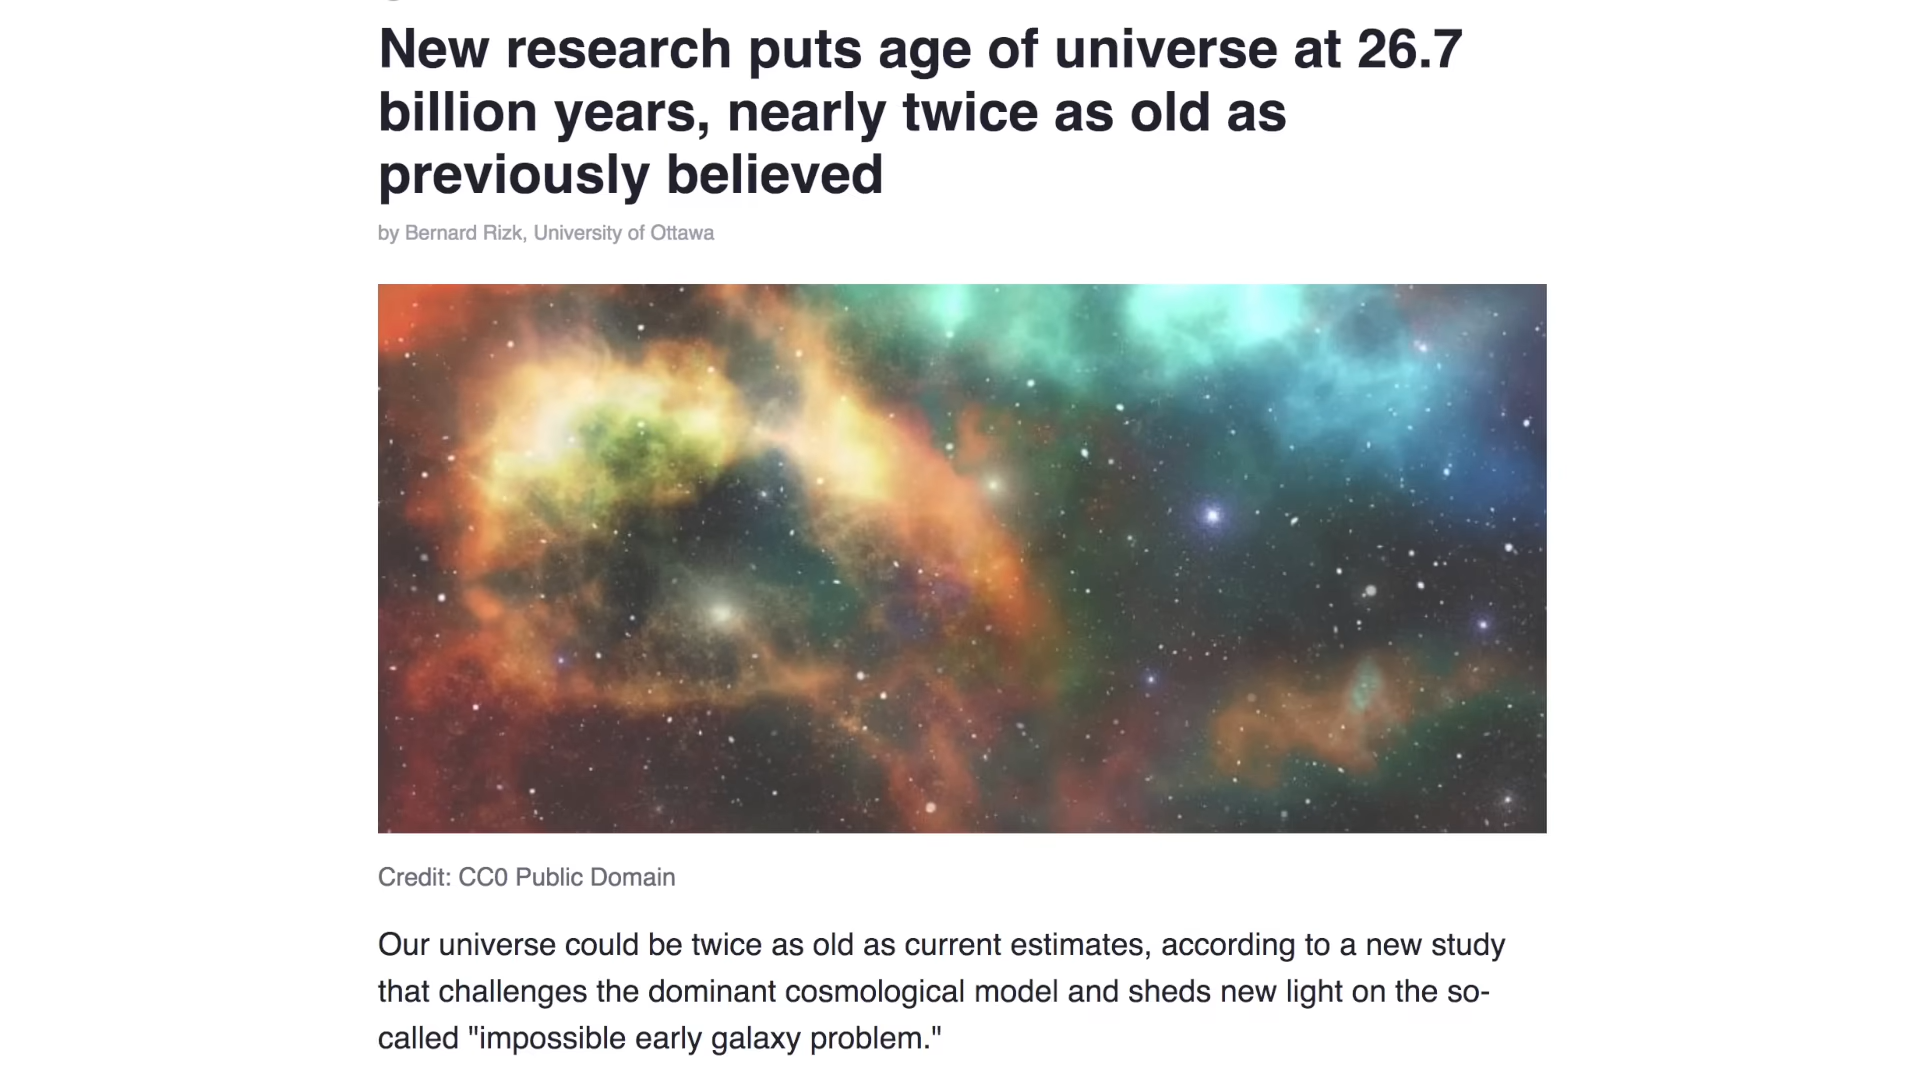 New research puts age of universe at 26.7
billion years, nearly twice as old as
previously believed
by Bernard Rizk, University of Ottawa
Credit: CC0 Public Domain
Our universe could be twice as old as current estimates, according to a new study
that challenges the dominant cosmological model and sheds new light on the so-
called "impossible early galaxy problem."